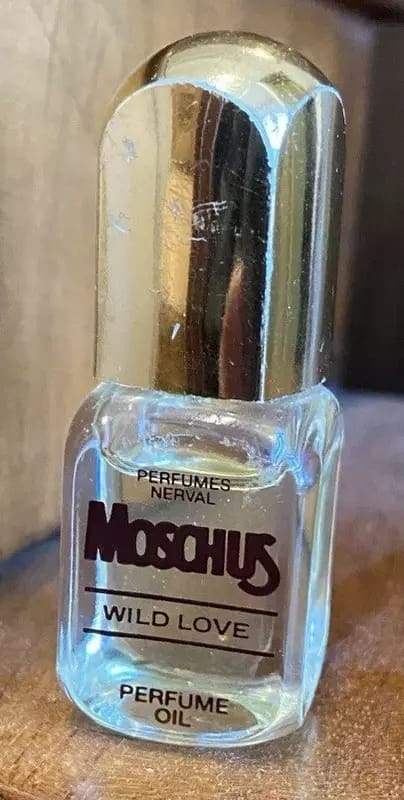 PERFUMES
NERVAL
MOSCHUS
WILD LOVE
PERFUME
OIL